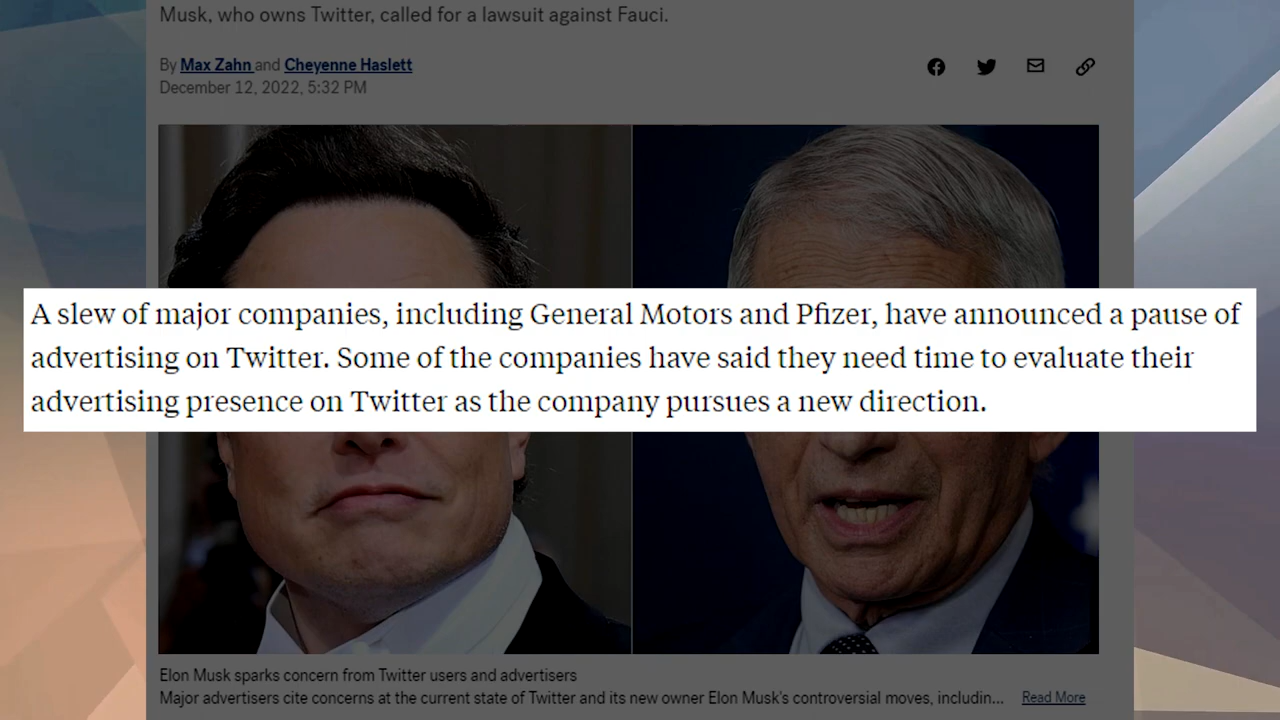 Musk, who owns Twitter, called for a lawsuit against Fauci.
By Max Zahn and Cheyenne Haslett
December 12, 2022, 5:32 PM
A slew of major companies, including General Motors and Pfizer, have announced a pause of
advertising on Twitter. Some of the companies have said they need time to evaluate their
advertising presence on Twitter as the company pursues a new direction.
Elon Musk sparks concern from Twitter users and advertisers
Major advertisers cite concerns at the current state of Twitter and its new owner Elon Musk's controversial moves, includin... Read More